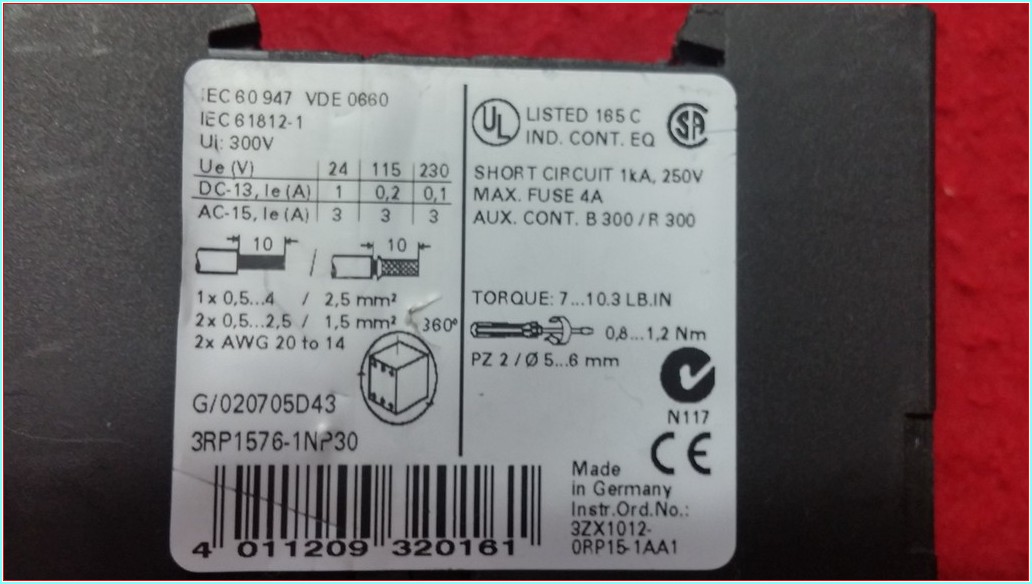 IEC 60 947 VDE 0660
IEC 61812-1
Ui: 300V
Ue (V) 24 115 230
DC-13, Ie (A) 1 0,2 0,1
AC-15, Ie (A) 3 3 3
10 / 10
1 x 0,5...4 / 2,5 mm²
2x 0,5...2,5 / 1,5 mm²
2x AWG 20 to 14
360°
G/020705D43
3RP1576-1NP30
4 011209 320161
UL LISTED 165 C
IND. CONT. EQ
SA
SHORT CIRCUIT 1kA, 250V
MAX. FUSE 4A
AUX. CONT. B 300 / R 300
TORQUE: 7...10.3 LB.IN
0,8...1,2 Nm
PZ 2 / Ø 5...6 mm
N117
CE
Made
in Germany
Instr.Ord.No.:
3ZX1012-
0RP15-1AA1